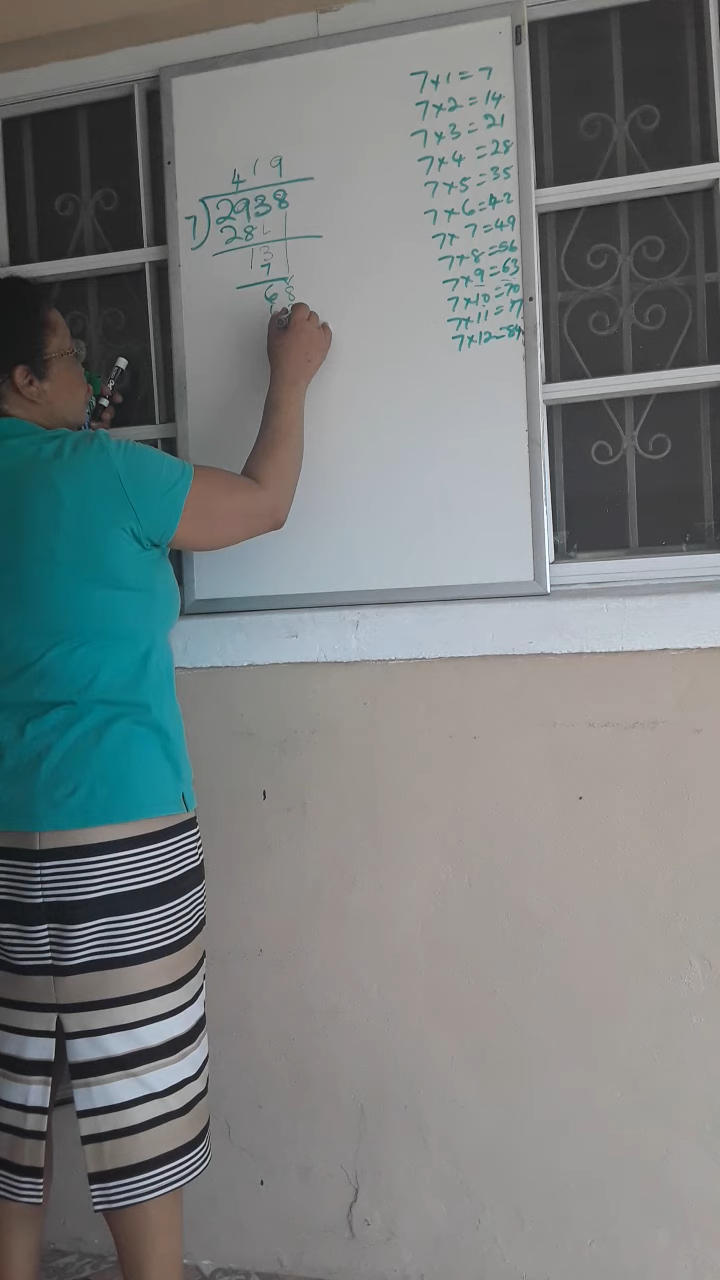 419
7)2938
28
13
7
68
7x1=7
7x2=14
7x3=21
7x4=28
7x5=35
7x6=42
7x7=49
7x8=56
7x9=63
7x10=70
7x11=77
7x12=84